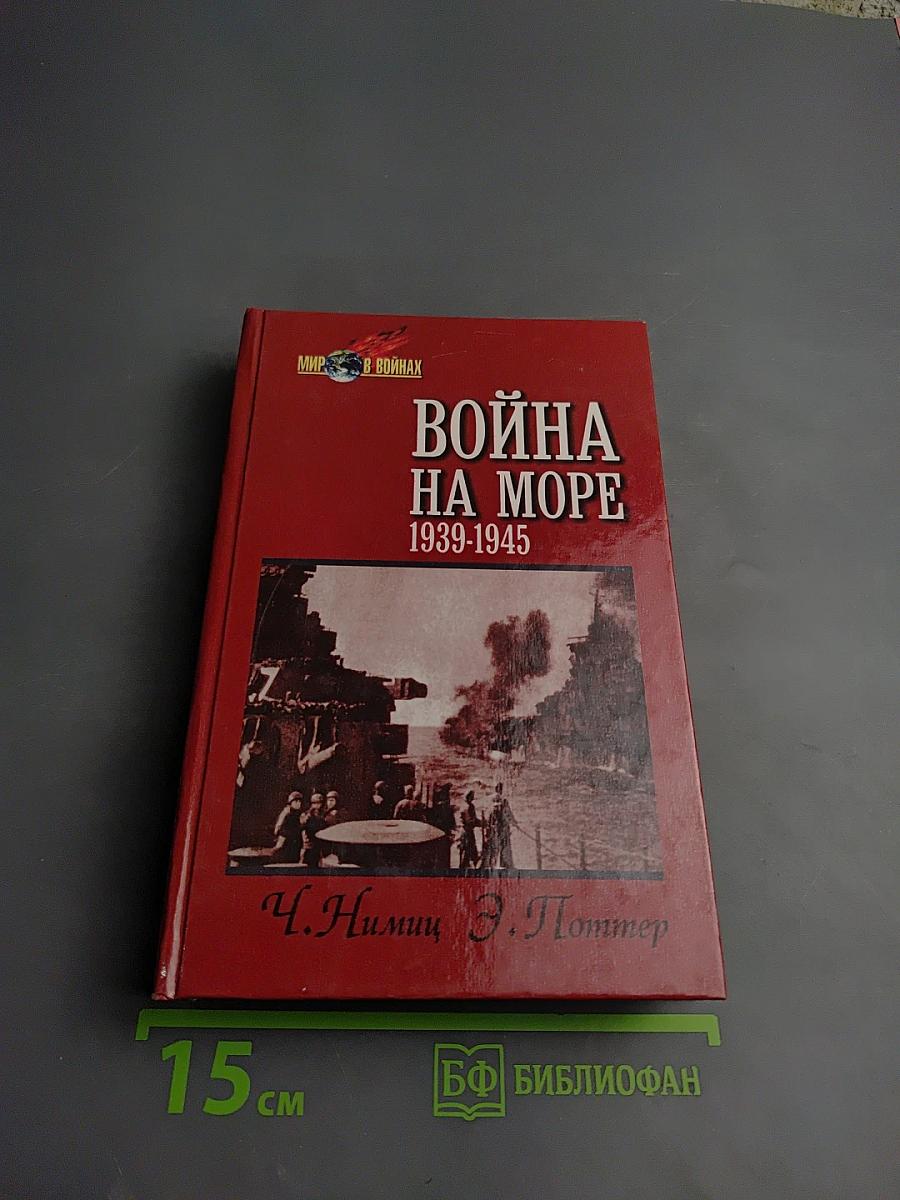 МИР В ВОЙНАХ
ВОЙНА
НА МОРЕ
1939-1945
Ч. Нимиц Э. Поттер
15 см
БФ БИБЛИОФАН